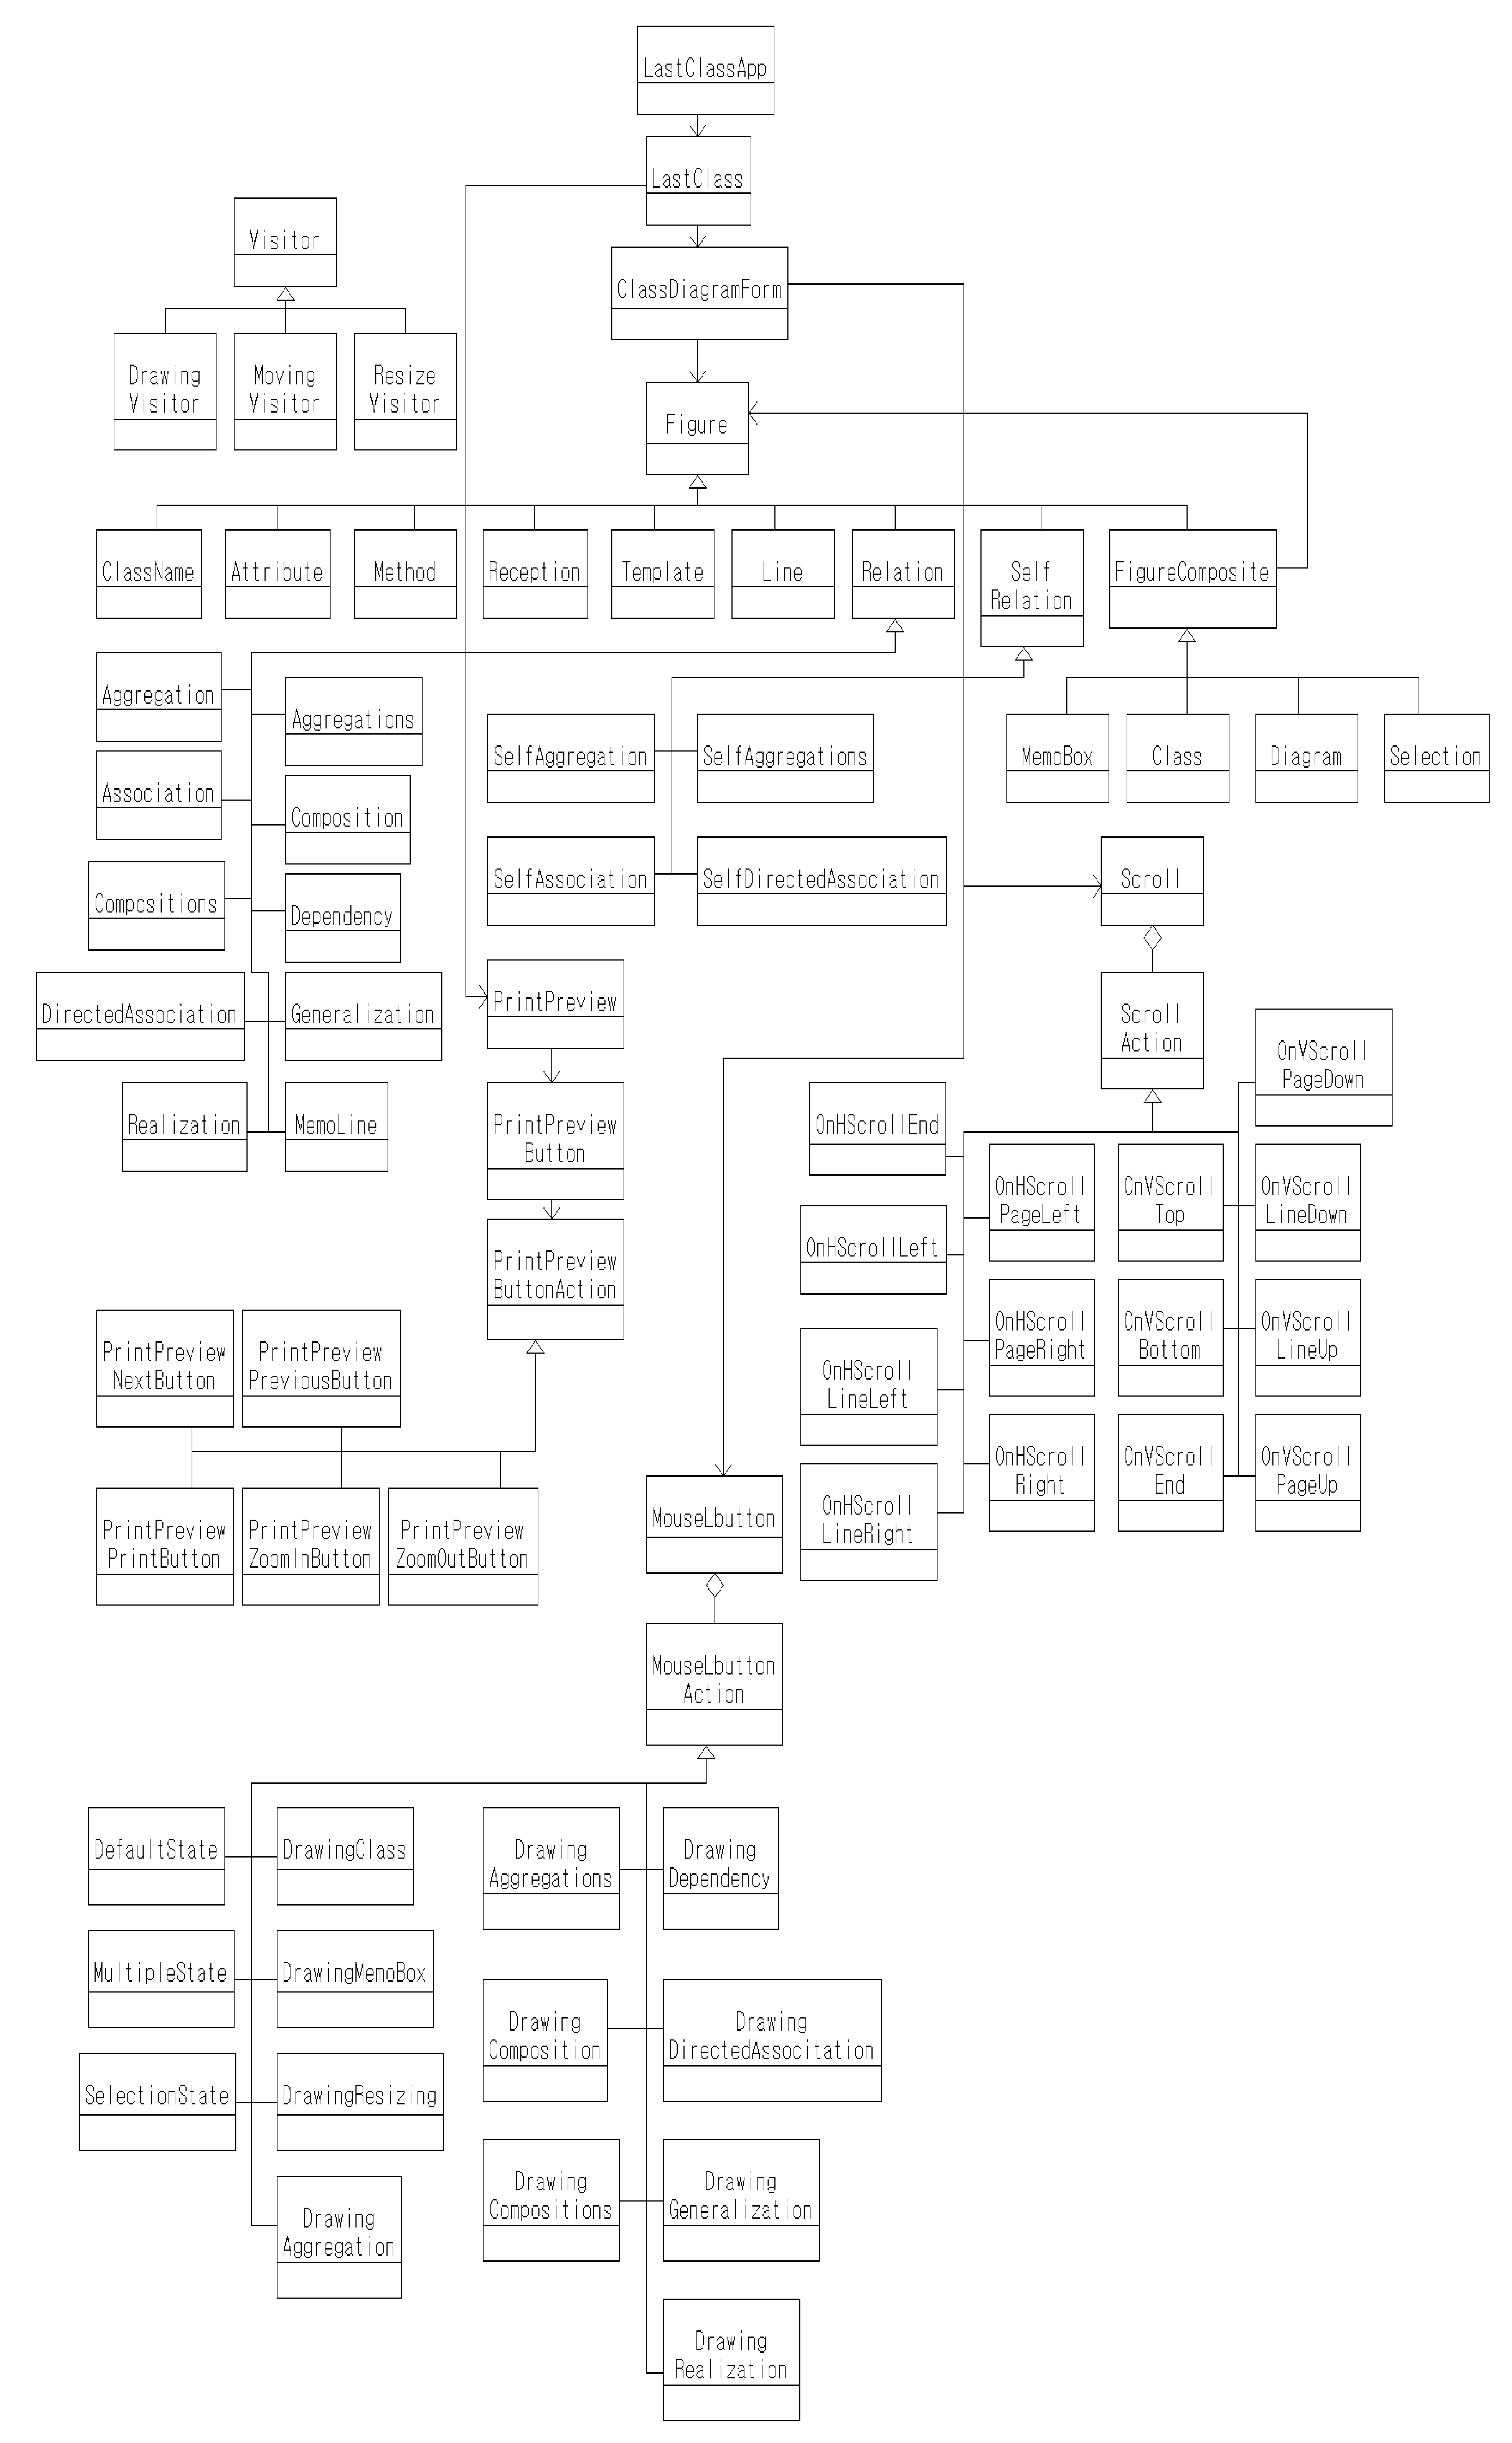 LastClassApp
LastClass
Visitor
ClassDiagramForm
Drawing
Visitor
Moving
Visitor
Resize
Visitor
Figure
ClassName
Attribute
Method
Reception
Template
Line
Relation
Self
Relation
FigureComposite
Aggregation
Aggregations
SelfAggregation
SelfAggregations
MemoBox
Class
Diagram
Selection
Association
Composition
SelfAssociation
SelfDirectedAssociation
Scroll
Compositions
Dependency
DirectedAssociation
Generalization
PrintPreview
Scroll
Action
OnVScroll
PageDown
Realization
MemoLine
PrintPreview
Button
OnHScrollEnd
OnHScroll
PageLeft
OnVScroll
Top
OnVScroll
LineDown
OnHScrollLeft
PrintPreview
ButtonAction
PrintPreview
NextButton
PrintPreview
PreviousButton
OnHScroll
LineLeft
OnHScroll
PageRight
OnVScroll
Bottom
OnVScroll
LineUp
OnHScroll
Right
OnVScroll
End
OnVScroll
PageUp
PrintPreview
PrintButton
PrintPreview
ZoomInButton
PrintPreview
ZoomOutButton
MouseLbutton
OnHScroll
LineRight
MouseLbutton
Action
DefaultState
DrawingClass
Drawing
Aggregations
Drawing
Dependency
MultipleState
DrawingMemoBox
Drawing
Composition
Drawing
DirectedAssocitation
SelectionState
DrawingResizing
Drawing
Compositions
Drawing
Generalization
Drawing
Aggregation
Drawing
Realization